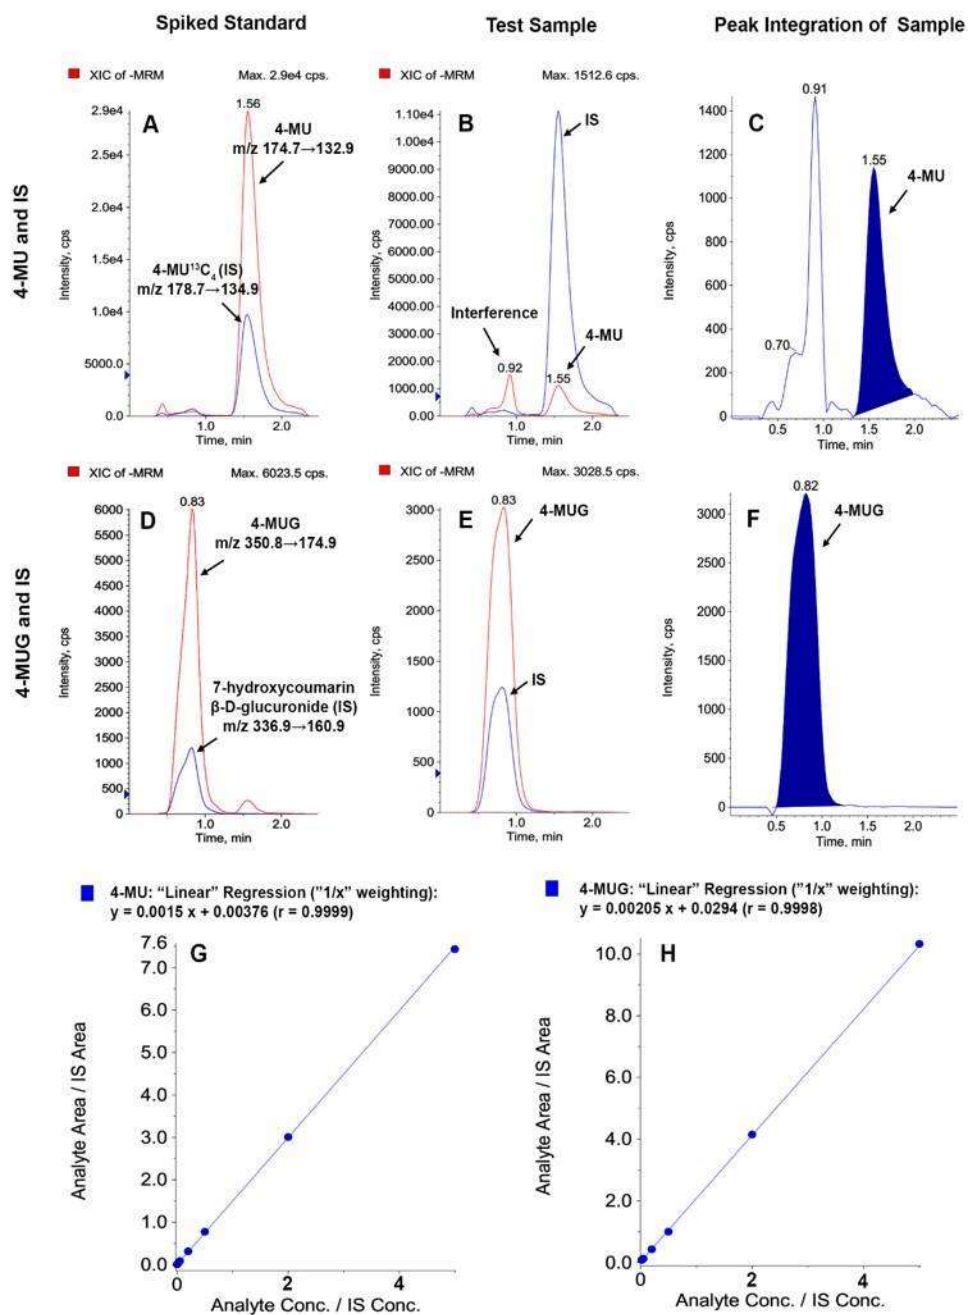 Spiked Standard
Test Sample
Peak Integration of Sample
4-MU and IS
XIC of -MRM Max. 2.9e4 cps.
A
1.56
4-MU
m/z 174.7→132.9
4-MU¹³C₄ (IS)
m/z 178.7→134.9
Intensity, cps
2.9e4
2.5e4
2.0e4
1.5e4
1.0e4
5000.0
0.0
1.0 2.0
Time, min
XIC of -MRM Max. 1512.6 cps.
B
IS
Interference
0.92
4-MU
1.55
Intensity, cps
1.10e4
1.00e4
9000.00
8000.00
7000.00
6000.00
5000.00
4000.00
3000.00
2000.00
1000.00
0.00
1.0 2.0
Time, min
C
0.91
1.55
4-MU
0.70
Intensity, cps
1400
1200
1000
800
600
400
200
0
0.5 1.0 1.5 2.0
Time, min
4-MUG and IS
XIC of -MRM Max. 6023.5 cps.
D
0.83
4-MUG
m/z 350.8→174.9
7-hydroxycoumarin
β-D-glucuronide (IS)
m/z 336.9→160.9
Intensity, cps
6000
5500
5000
4500
4000
3500
3000
2500
2000
1500
1000
500
0
1.0 2.0
Time, min
XIC of -MRM Max. 3028.5 cps.
E
0.83
4-MUG
IS
Intensity, cps
3000
2500
2000
1500
1000
500
0
1.0 2.0
Time, min
F
0.82
4-MUG
Intensity, cps
3000
2500
2000
1500
1000
500
0
0.5 1.0 1.5 2.0
Time, min
4-MU: “Linear” Regression (”1/x” weighting):
y = 0.0015 x + 0.00376 (r = 0.9999)
G
Analyte Area / IS Area
7.6
7.0
6.0
5.0
4.0
3.0
2.0
1.0
0.0
0 2 4
Analyte Conc. / IS Conc.
4-MUG: “Linear” Regression (”1/x” weighting):
y = 0.00205 x + 0.0294 (r = 0.9998)
H
Analyte Area / IS Area
10.0
8.0
6.0
4.0
2.0
0.0
0 2 4
Analyte Conc. / IS Conc.